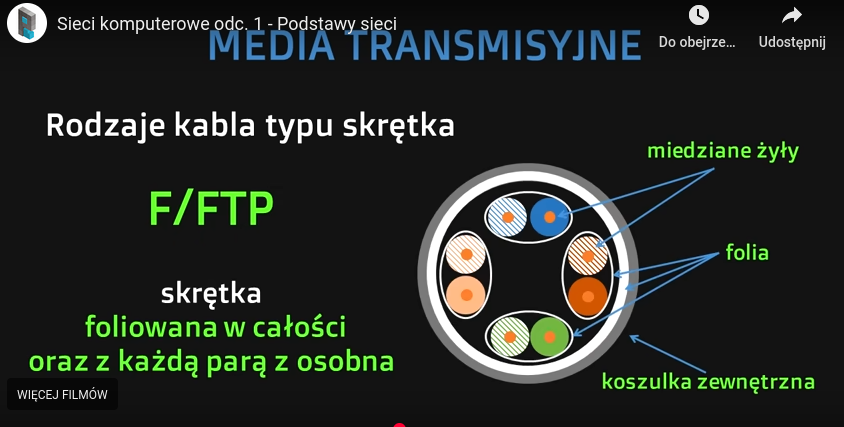 Sieci komputerowe odc. 1 - Podstawy sieci
Do obejrze...
Udostępnij
MEDIA TRANSMISYJNE
Rodzaje kabla typu skrętka
miedziane żyły
F/FTP
folia
skrętka
foliowana w całości
oraz z każdą parą z osobna
koszulka zewnętrzna
WIĘCEJ FILMÓW